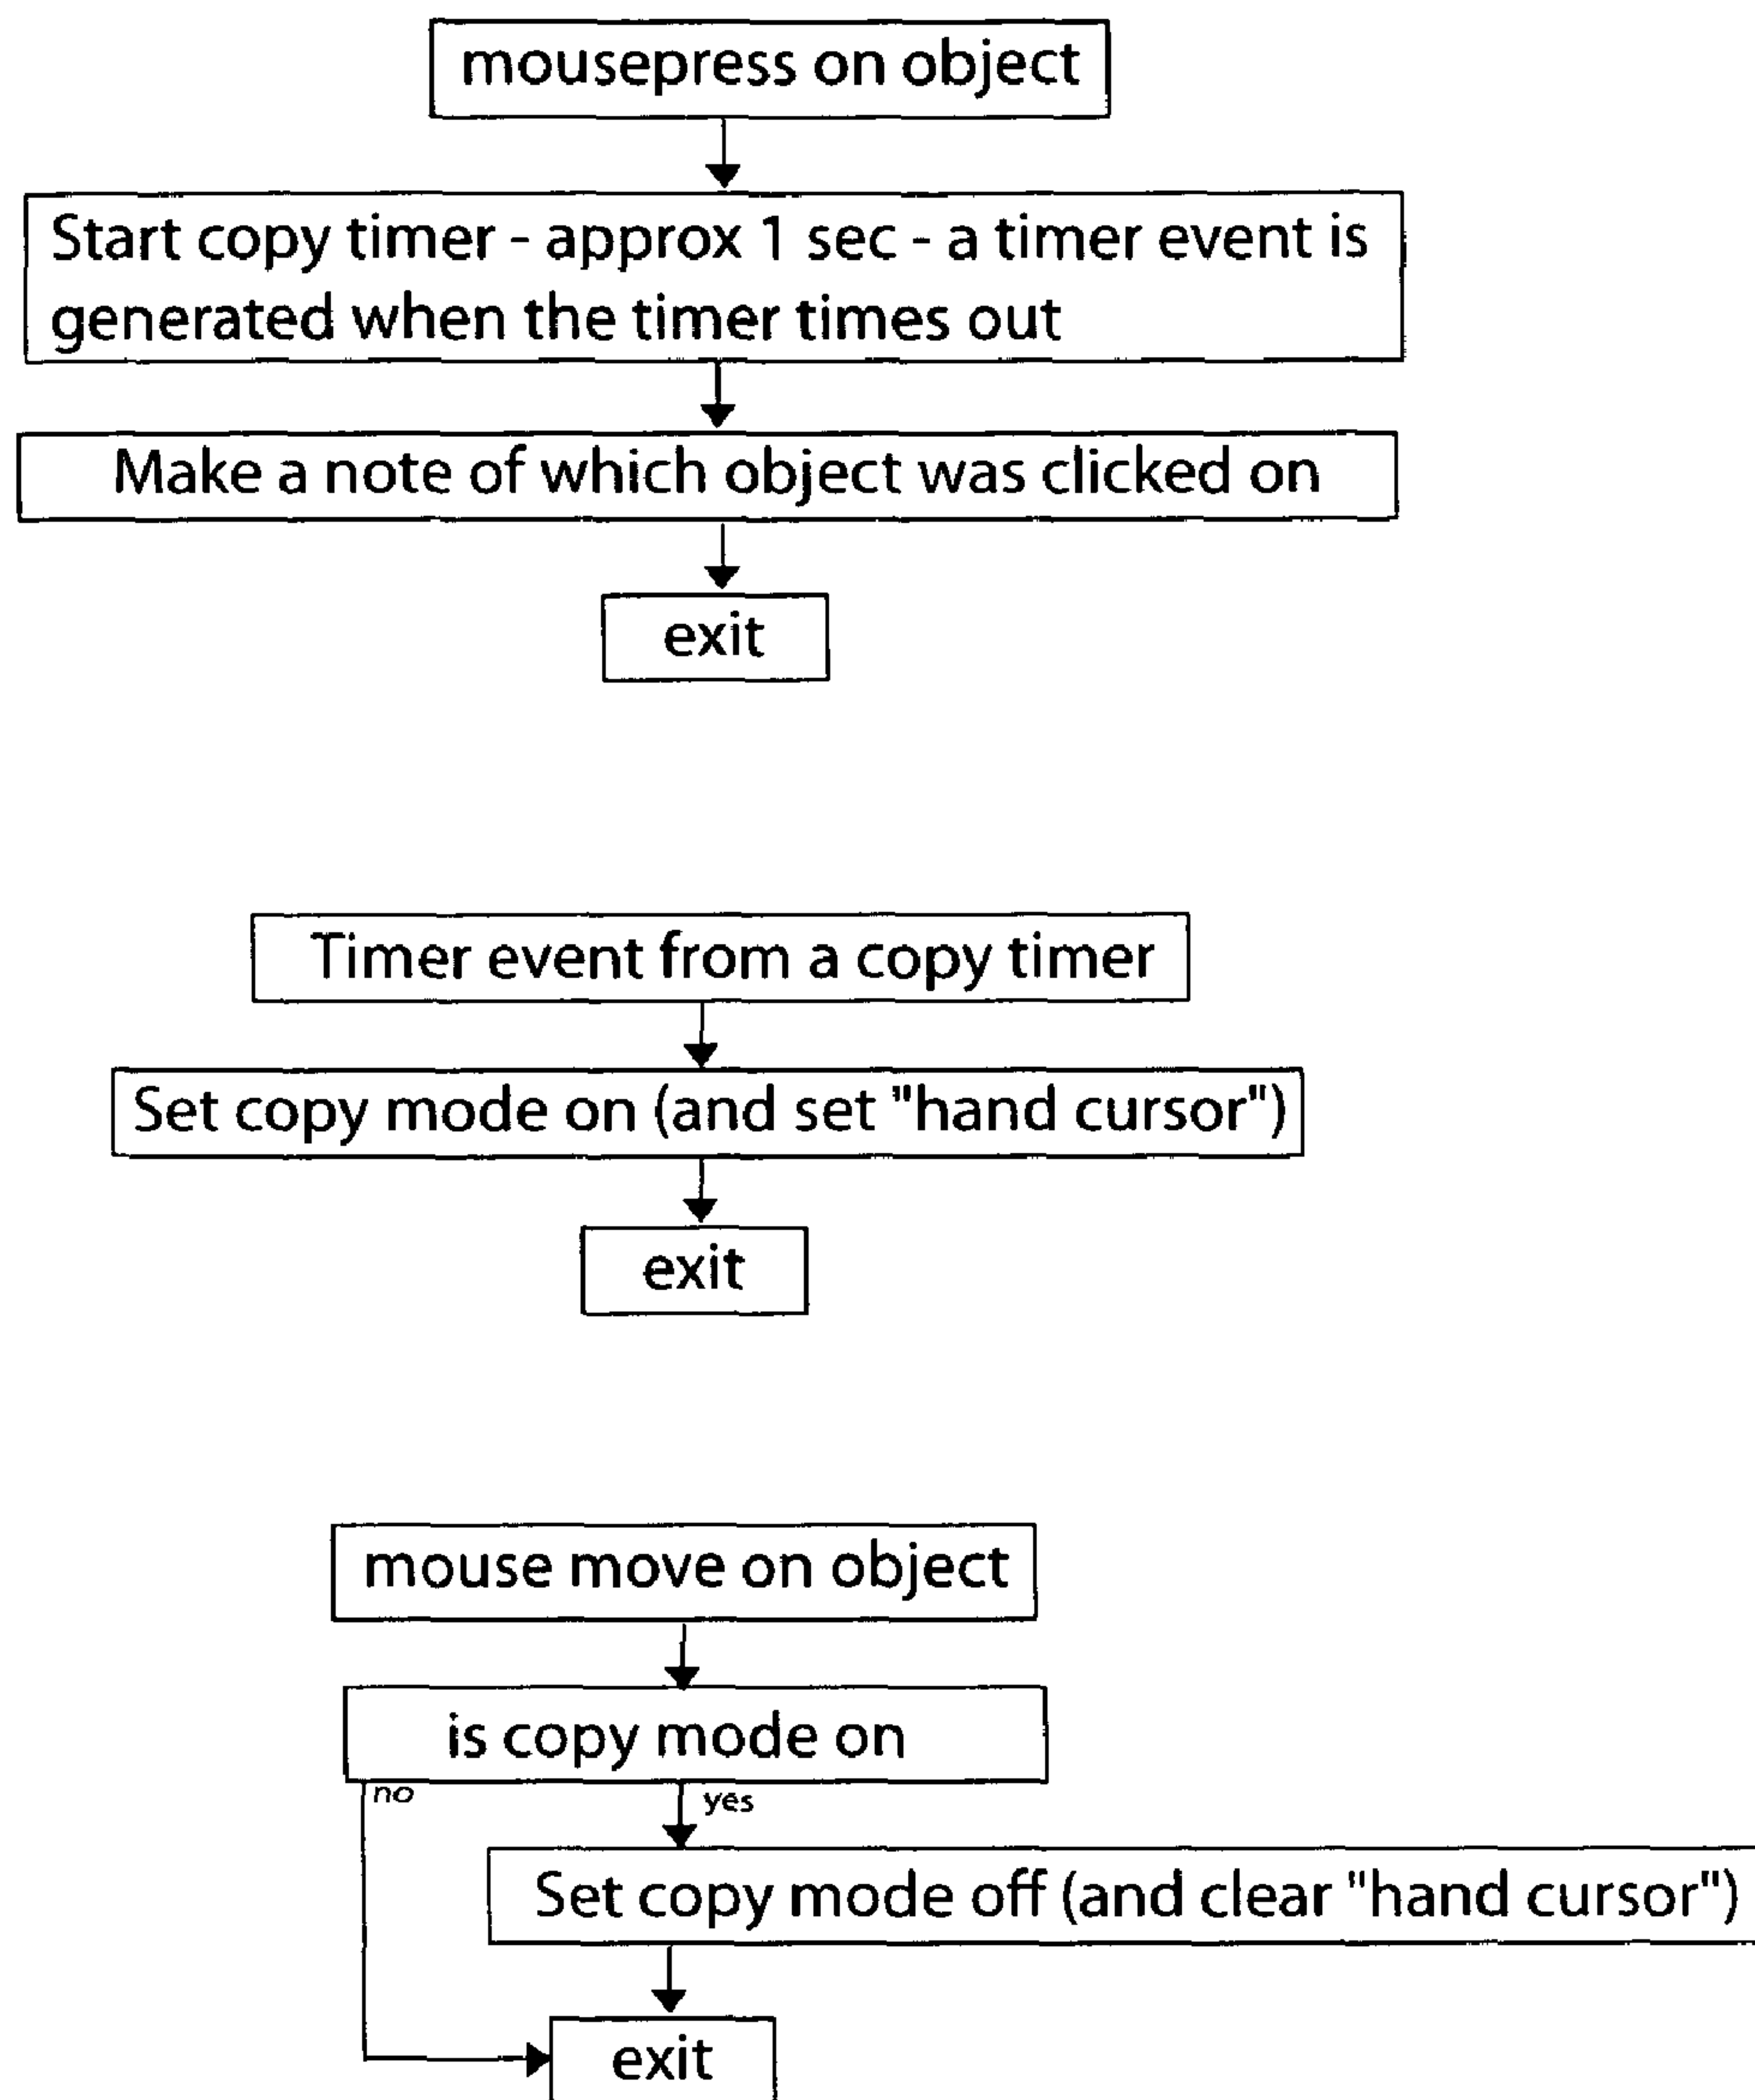 mousepress on object
Start copy timer - approx 1 sec - a timer event is
generated when the timer times out
Make a note of which object was clicked on
exit
Timer event from a copy timer
Set copy mode on (and set "hand cursor")
exit
mouse move on object
is copy mode on
no
yes
Set copy mode off (and clear "hand cursor")
exit